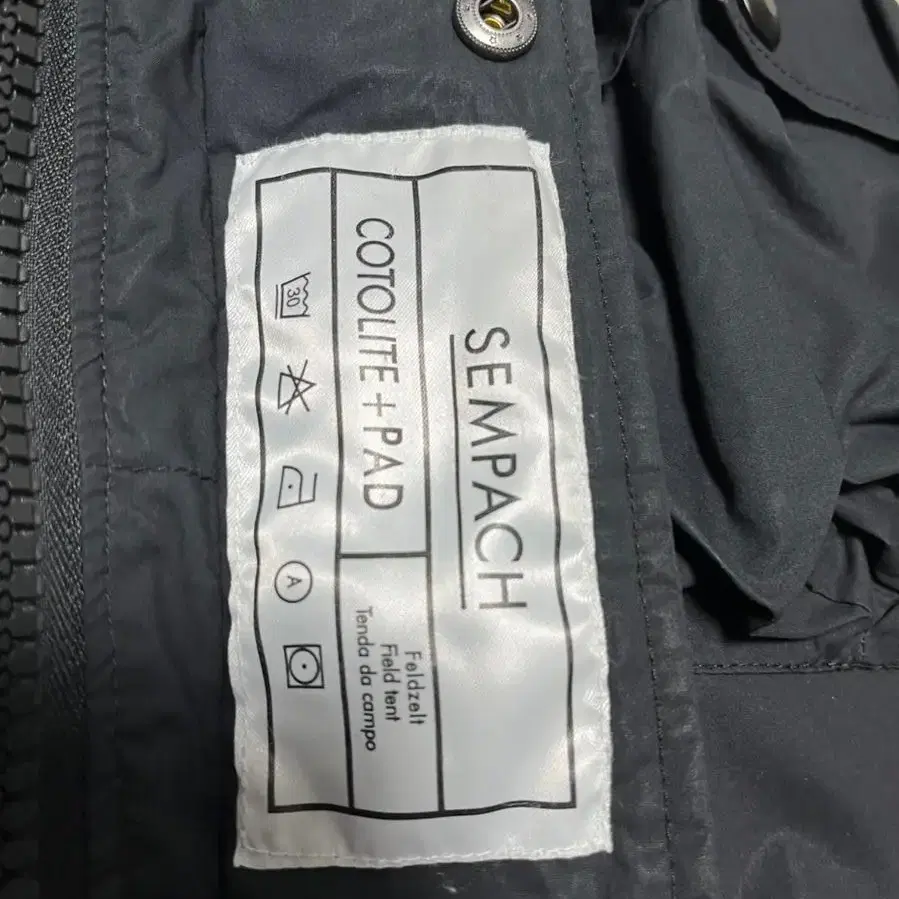 SEMPACH
COTOLITE + PAD
Feldzelt
Field tent
Tenda da campo
30
A